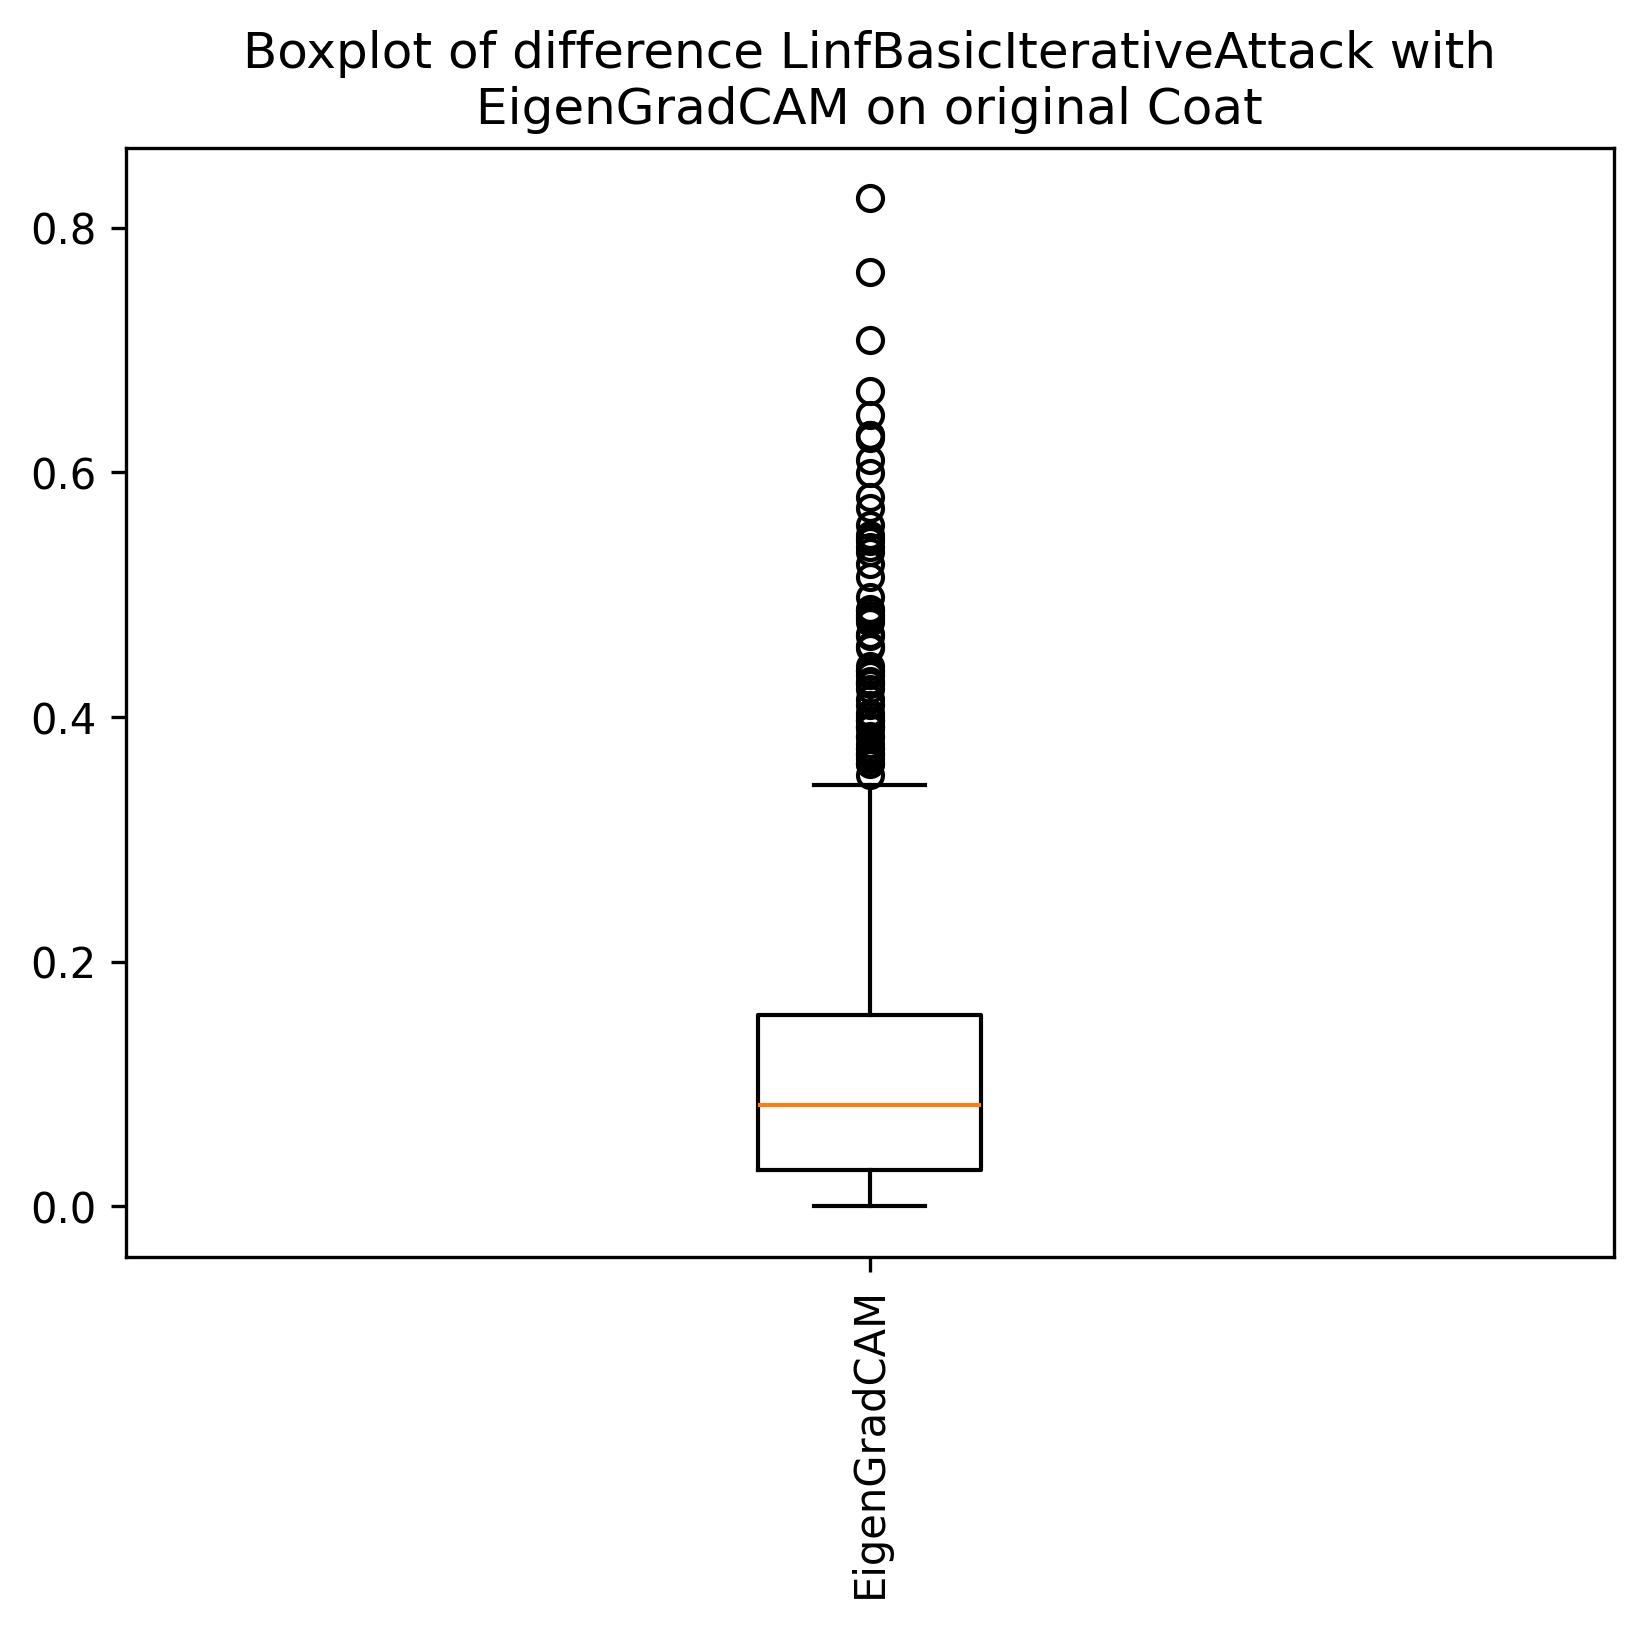 Boxplot of difference LinfBasicIterativeAttack with
EigenGradCAM on original Coat
0.8
0.6
0.4
0.2
0.0
EigenGradCAM